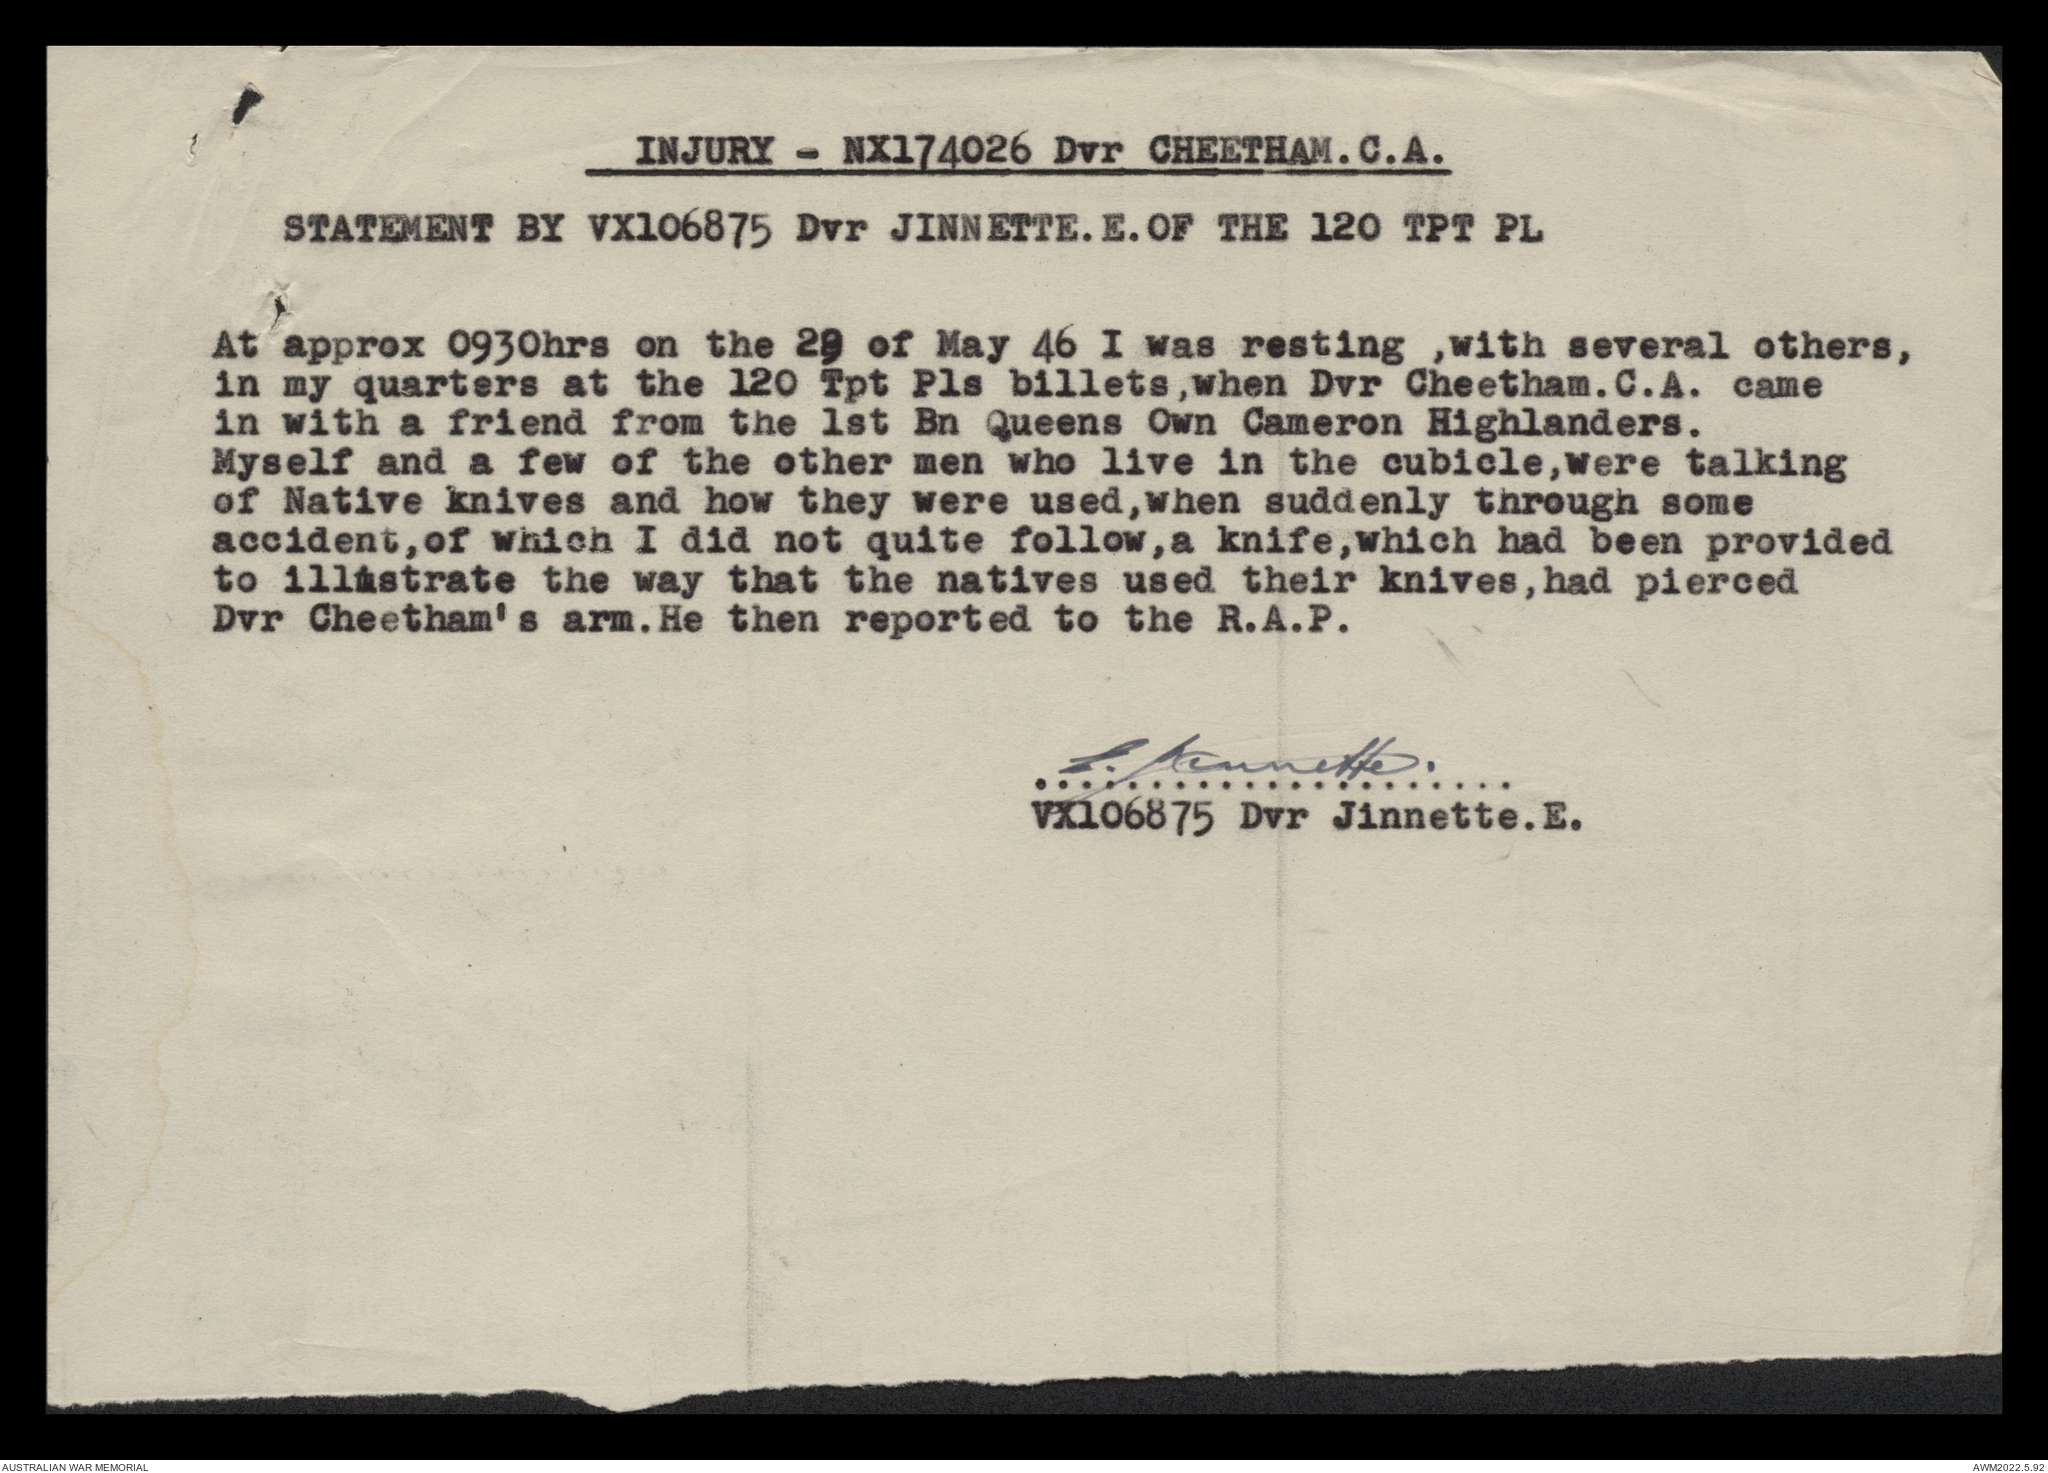 INJURY - NX174026 Dvr CHEETHAM.C.A.
STATEMENT BY VX106875 Dvr JINNETTE.E.OF THE 120 TPT PL
At approx 0930hrs on the 29 of May 46 I was resting ,with several others,
in my quarters at the 120 Tpt Pls billets,when Dvr Cheetham.C.A. came
in with a friend from the 1st Bn Queens Own Cameron Highlanders.
Myself and a few of the other men who live in the cubicle,were talking
of Native knives and how they were used,when suddenly through some
accident,of which I did not quite follow,a knife,which had been provided
to illustrate the way that the natives used their knives,had pierced
Dvr Cheetham's arm.He then reported to the R.A.P.
E. Jinnette.
......................
VX106875 Dvr Jinnette.E.
AUSTRALIAN WAR MEMORIAL
AWM2022.5.92